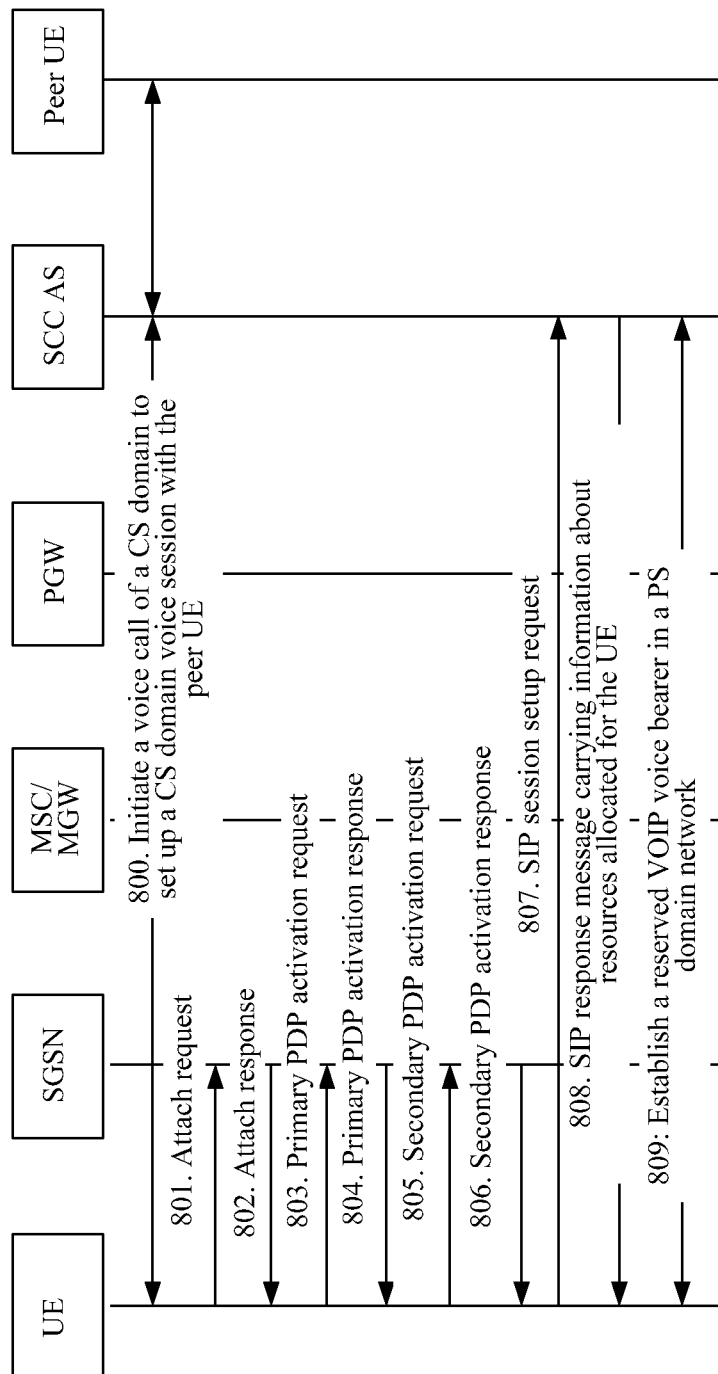 UE
SGSN
MSC/
MGW
PGW
SCC AS
Peer UE
800. Initiate a voice call of a CS domain to
set up a CS domain voice session with the
peer UE
801. Attach request
802. Attach response
803. Primary PDP activation request
804. Primary PDP activation response
805. Secondary PDP activation request
806. Secondary PDP activation response
807. SIP session setup request
808. SIP response message carrying information about
resources allocated for the UE
809: Establish a reserved VOIP voice bearer in a PS
domain network